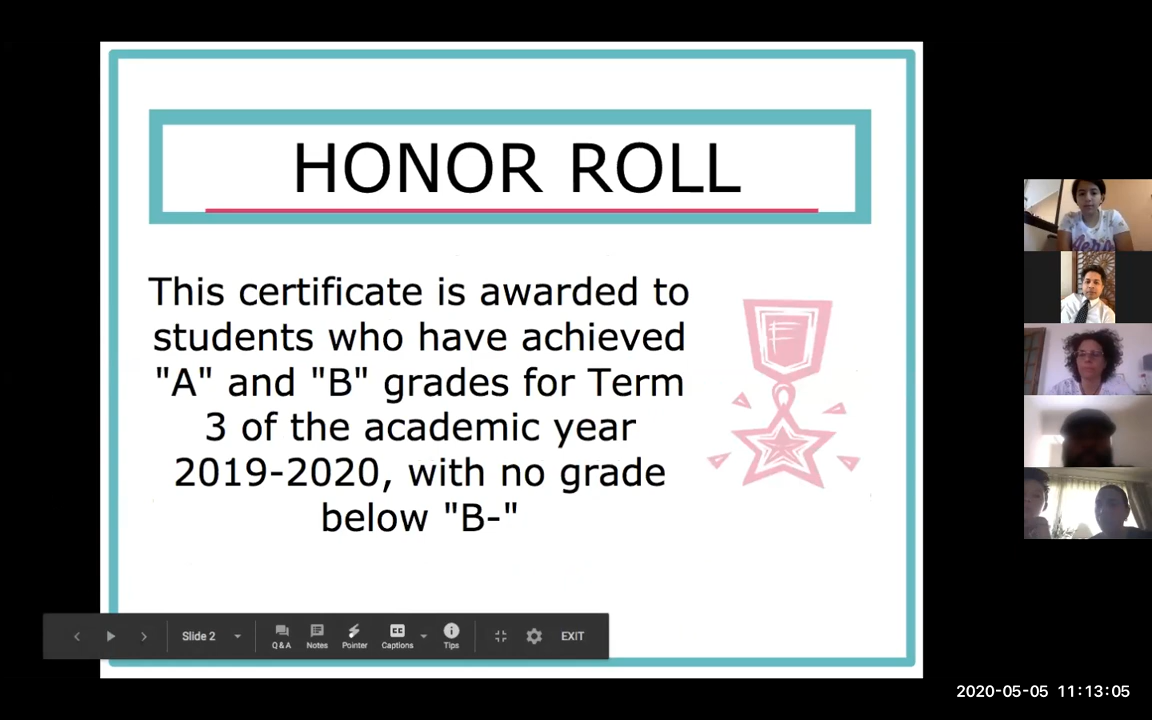 HONOR ROLL
This certificate is awarded to
students who have achieved
"A" and "B" grades for Term
3 of the academic year
2019-2020, with no grade
below "B-"
Slide 2
Q&A
Notes
Pointer
Captions
Tips
EXIT
2020-05-05 11:13:05